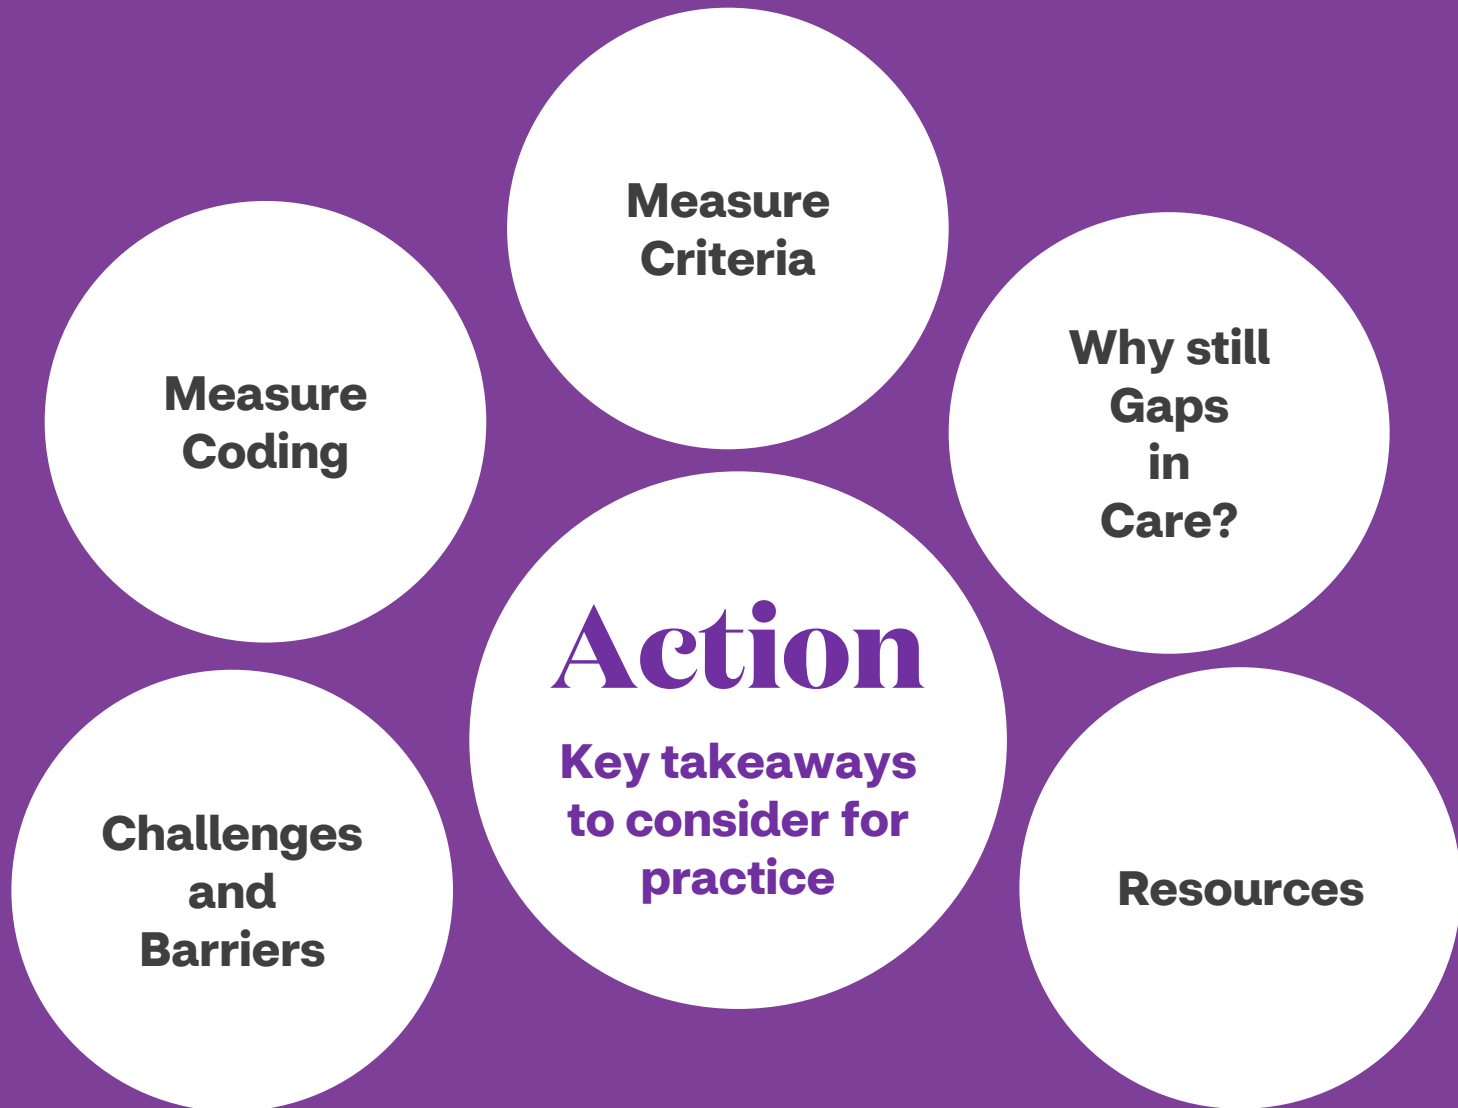 Measure
Criteria
Measure
Coding
Why still
Gaps
in
Care?
Action
Key takeaways
to consider for
practice
Challenges
and
Barriers
Resources